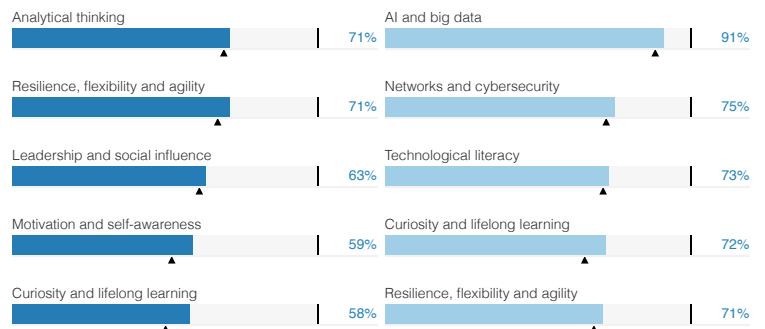 Analytical thinking
71%
Resilience, flexibility and agility
71%
Leadership and social influence
63%
Motivation and self-awareness
59%
Curiosity and lifelong learning
58%
AI and big data
91%
Networks and cybersecurity
75%
Technological literacy
73%
Curiosity and lifelong learning
72%
Resilience, flexibility and agility
71%